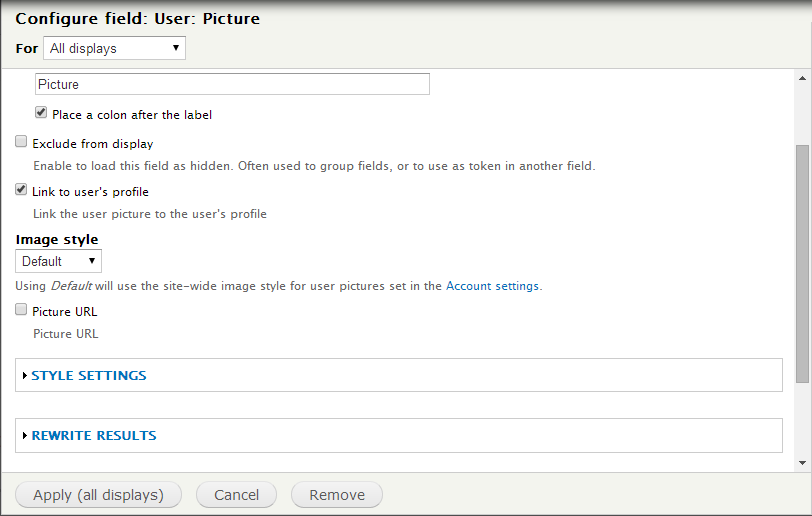 Configure field: User: Picture
For All displays
Picture
Place a colon after the label
Exclude from display
Enable to load this field as hidden. Often used to group fields, or to use as token in another field.
Link to user's profile
Link the user picture to the user's profile
Image style
Default
Using Default will use the site-wide image style for user pictures set in the Account settings.
Picture URL
Picture URL
STYLE SETTINGS
REWRITE RESULTS
Apply (all displays) Cancel Remove